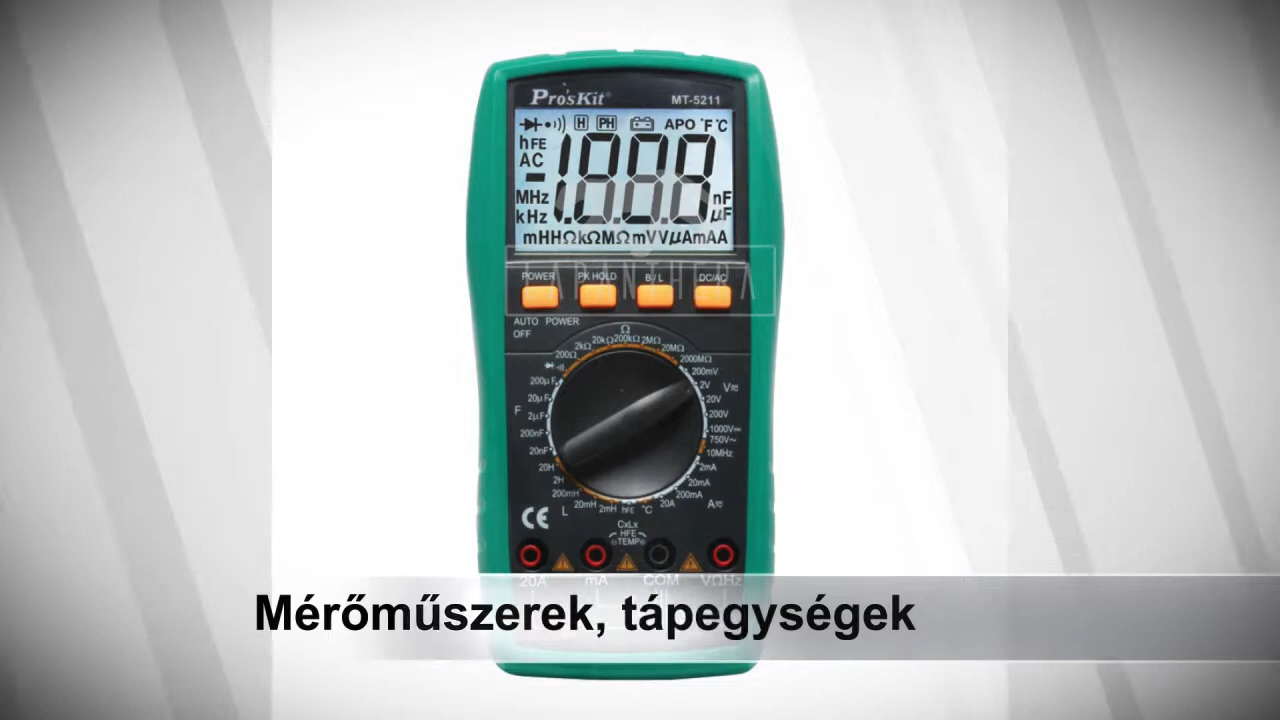 Pro'sKit® MT-5211
H PH APO °F °C
hFE
AC
1.8.8.8
MHz nF
kHz µF
mHHΩkΩMΩmVVµAmAA
LAPANTHERA
POWER PK HOLD B / L DC/AC
AUTO POWER
OFF
Ω
200Ω 2kΩ 20kΩ 200kΩ 2MΩ 20MΩ 2000MΩ
200mV
200µF 2V V
20µF 20V
F 2µF 200V
200nF 1000V
750V~
20nF 10MHz
20H 2mA
2H 20mA
200mH 200mA
L 20mH 2mH hFE °C 20A A
CE
CxLx
HFE
TEMP
20A mA COM VΩHz
Mérőműszerek, tápegységek